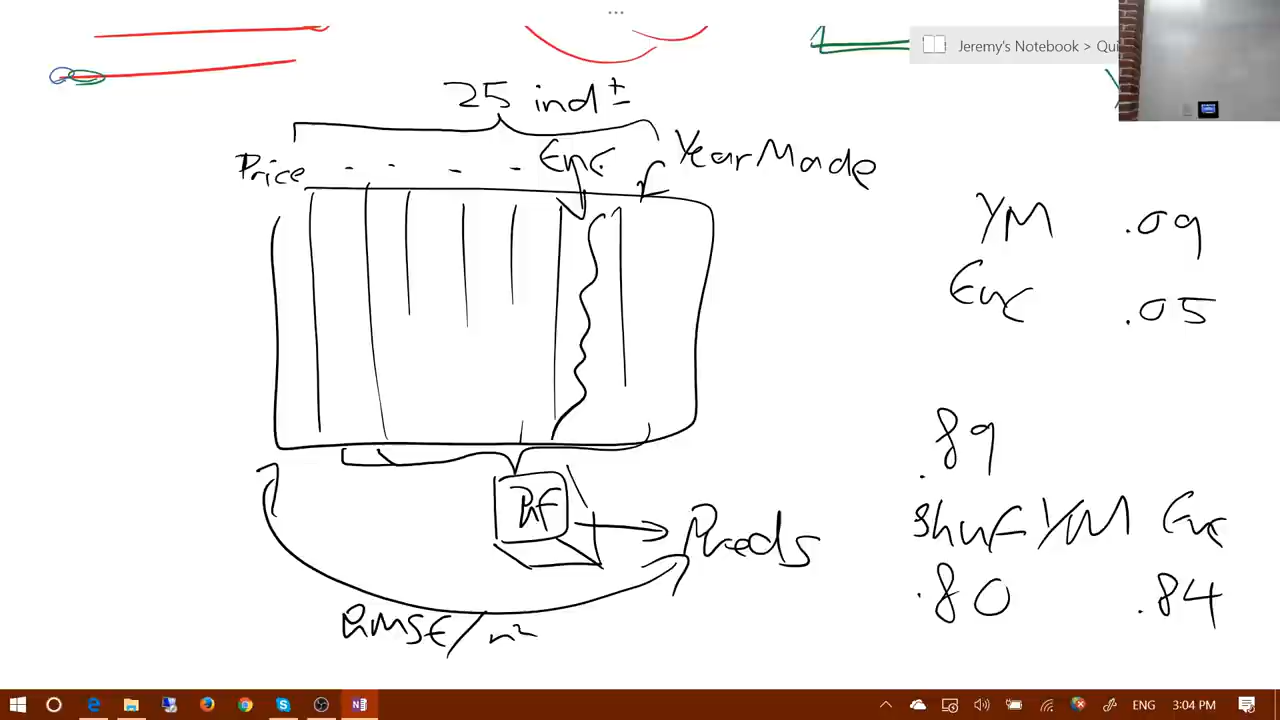 Jeremy's Notebook > Qui
25 ind ±
Price - - - - Enc YearMade
YM .09
Enc .05
.89
RF Preds
Shuf YM Enc
.80 .84
RMSE/r²
ENG 3:04 PM